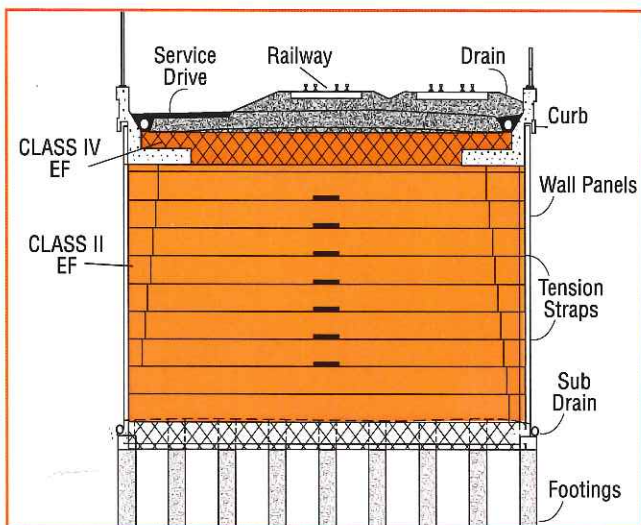 Service
Drive
Railway
Drain
Curb
CLASS IV
EF
Wall Panels
CLASS II
EF
Tension
Straps
Sub
Drain
Footings